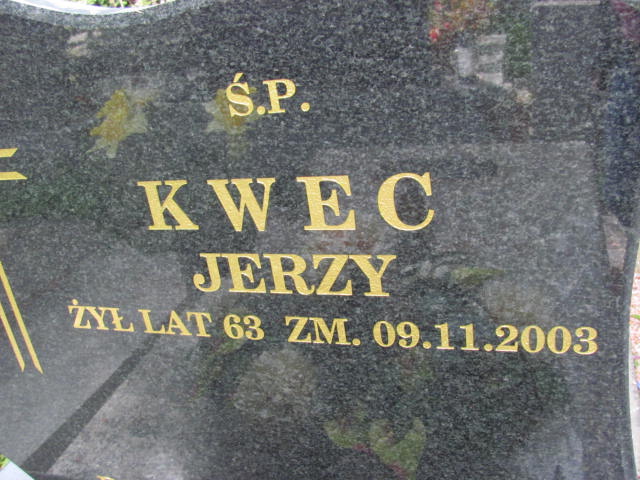 Ś.P.
KWEC
JERZY
ŻYŁ LAT 63 ZM. 09.11.2003